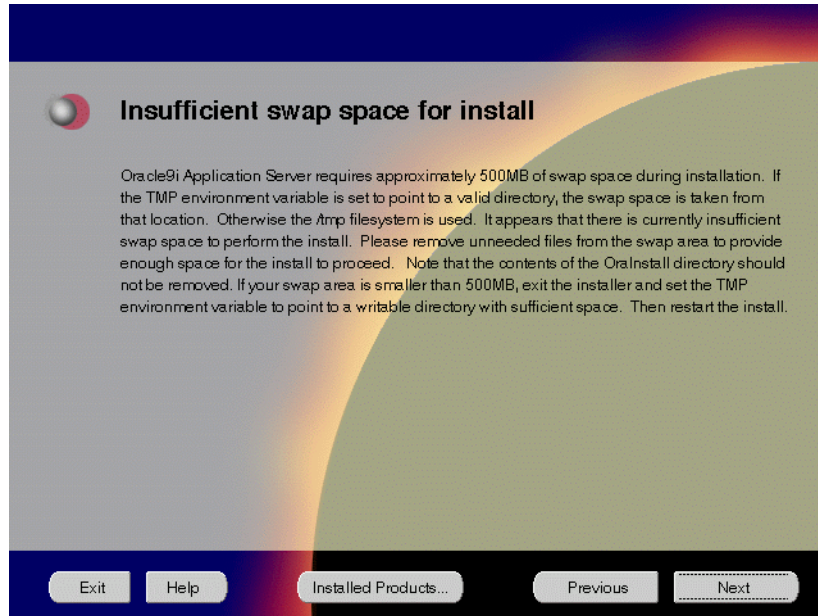 Insufficient swap space for install
Oracle9i Application Server requires approximately 500MB of swap space during installation. If
the TMP environment variable is set to point to a valid directory, the swap space is taken from
that location. Otherwise the /tmp filesystem is used. It appears that there is currently insufficient
swap space to perform the install. Please remove unneeded files from the swap area to provide
enough space for the install to proceed. Note that the contents of the OraInstall directory should
not be removed. If your swap area is smaller than 500MB, exit the installer and set the TMP
environment variable to point to a writable directory with sufficient space. Then restart the install.
Exit Help Installed Products... Previous Next